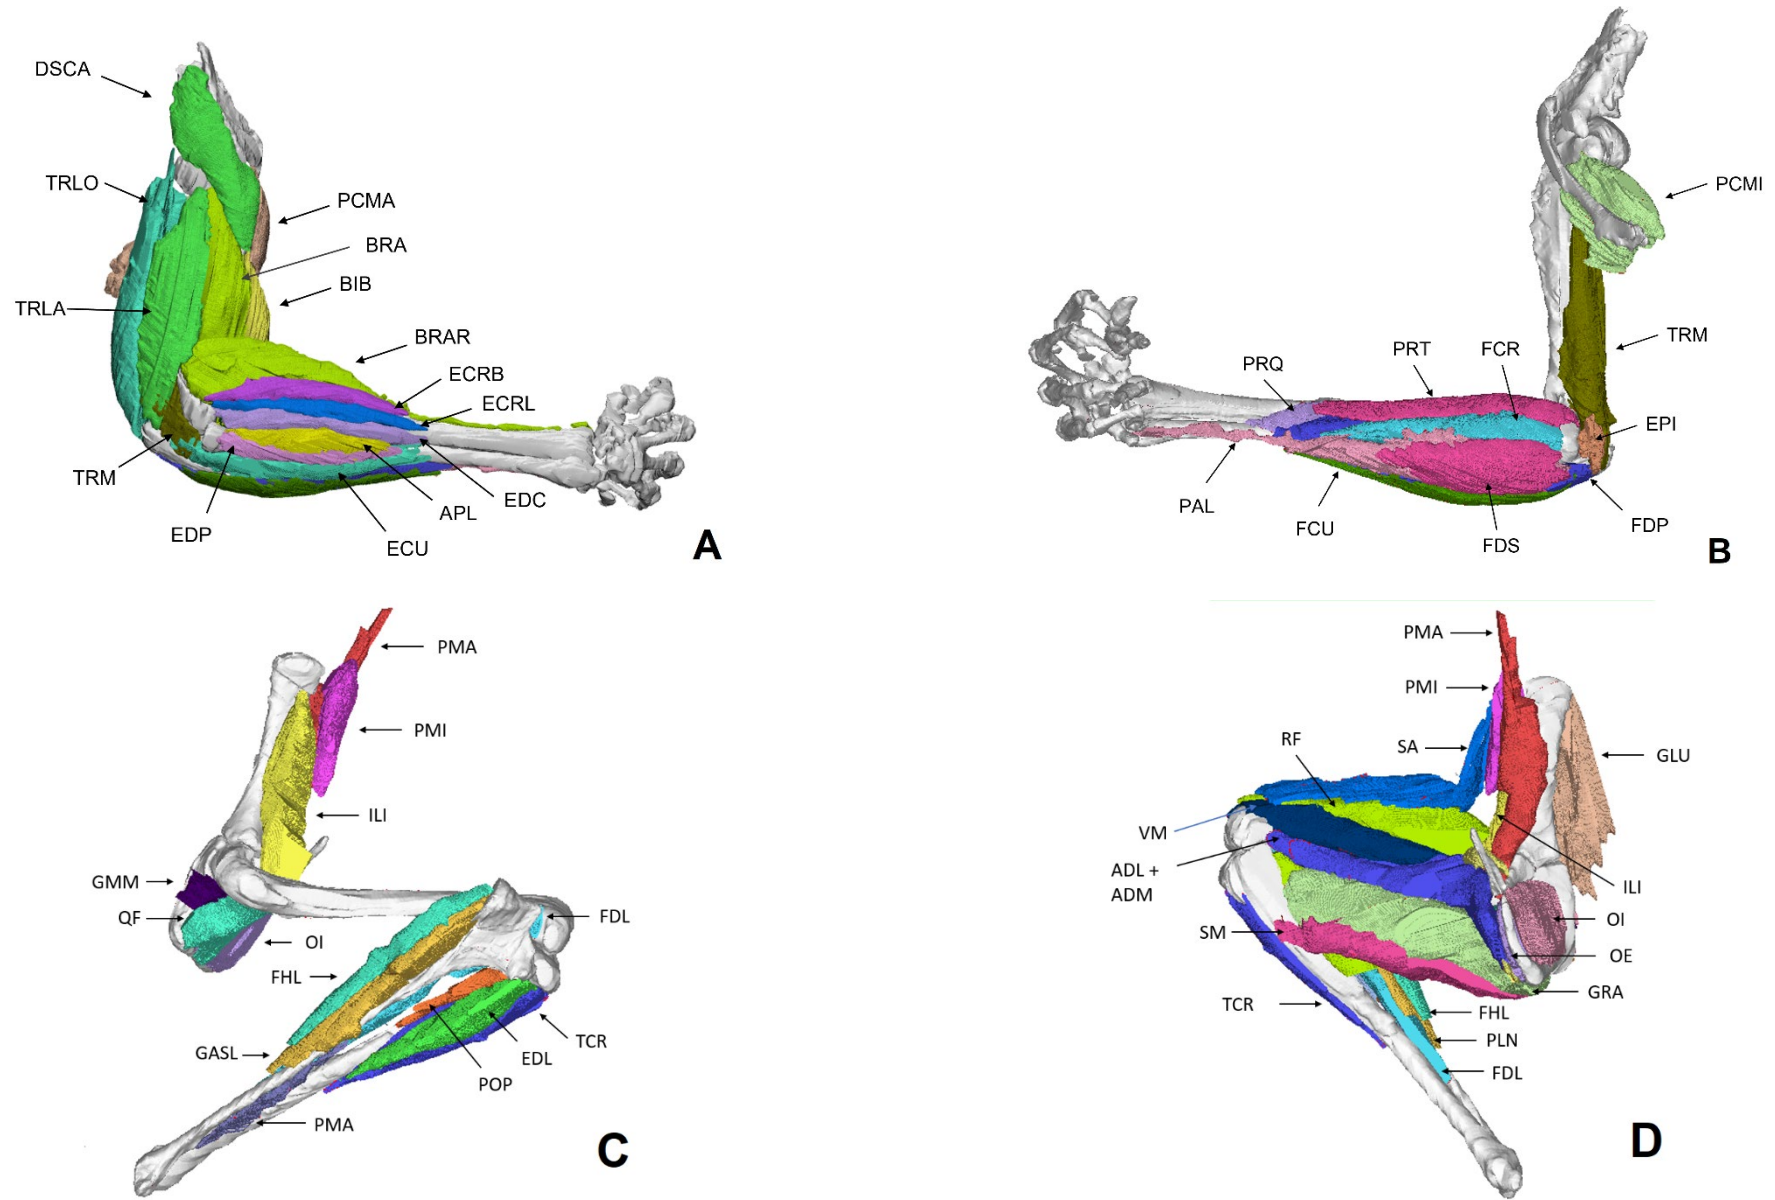 DSCA
TRLO
PCMA
BRA
BIB
TRLA
BRAR
ECRB
ECRL
TRM
EDC
APL
EDP
ECU
A
PCMI
TRM
PRT
FCR
PRQ
EPI
PAL
FCU
FDP
FDS
B
PMA
PMI
ILI
GMM
QF
FDL
OI
FHL
TCR
GASL
EDL
POP
PMA
C
PMA
PMI
RF
SA
GLU
VM
ADL +
ADM
ILI
OI
SM
OE
GRA
TCR
FHL
PLN
FDL
D